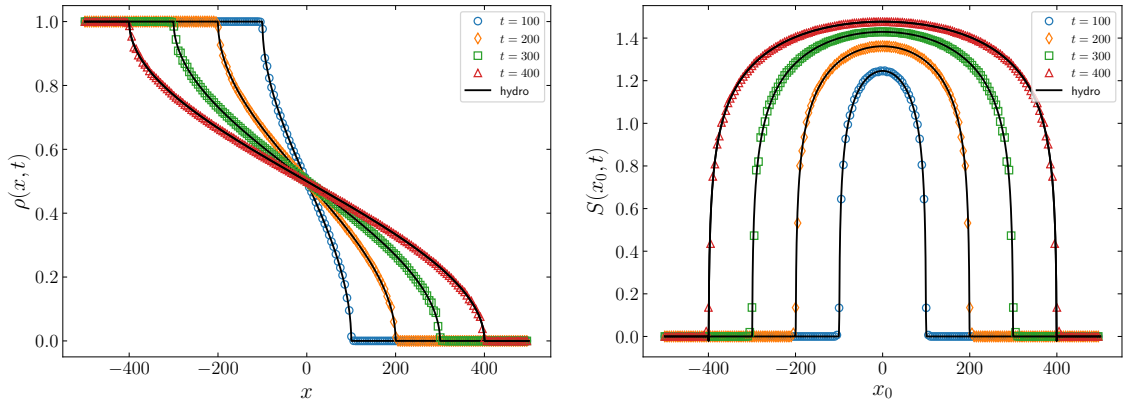 1.0
0.8
0.6
0.4
0.2
0.0
ρ(x, t)
−400 −200 0 200 400
x
t = 100
t = 200
t = 300
t = 400
hydro
1.4
1.2
1.0
0.8
0.6
0.4
0.2
0.0
S(x₀, t)
−400 −200 0 200 400
x₀
t = 100
t = 200
t = 300
t = 400
hydro